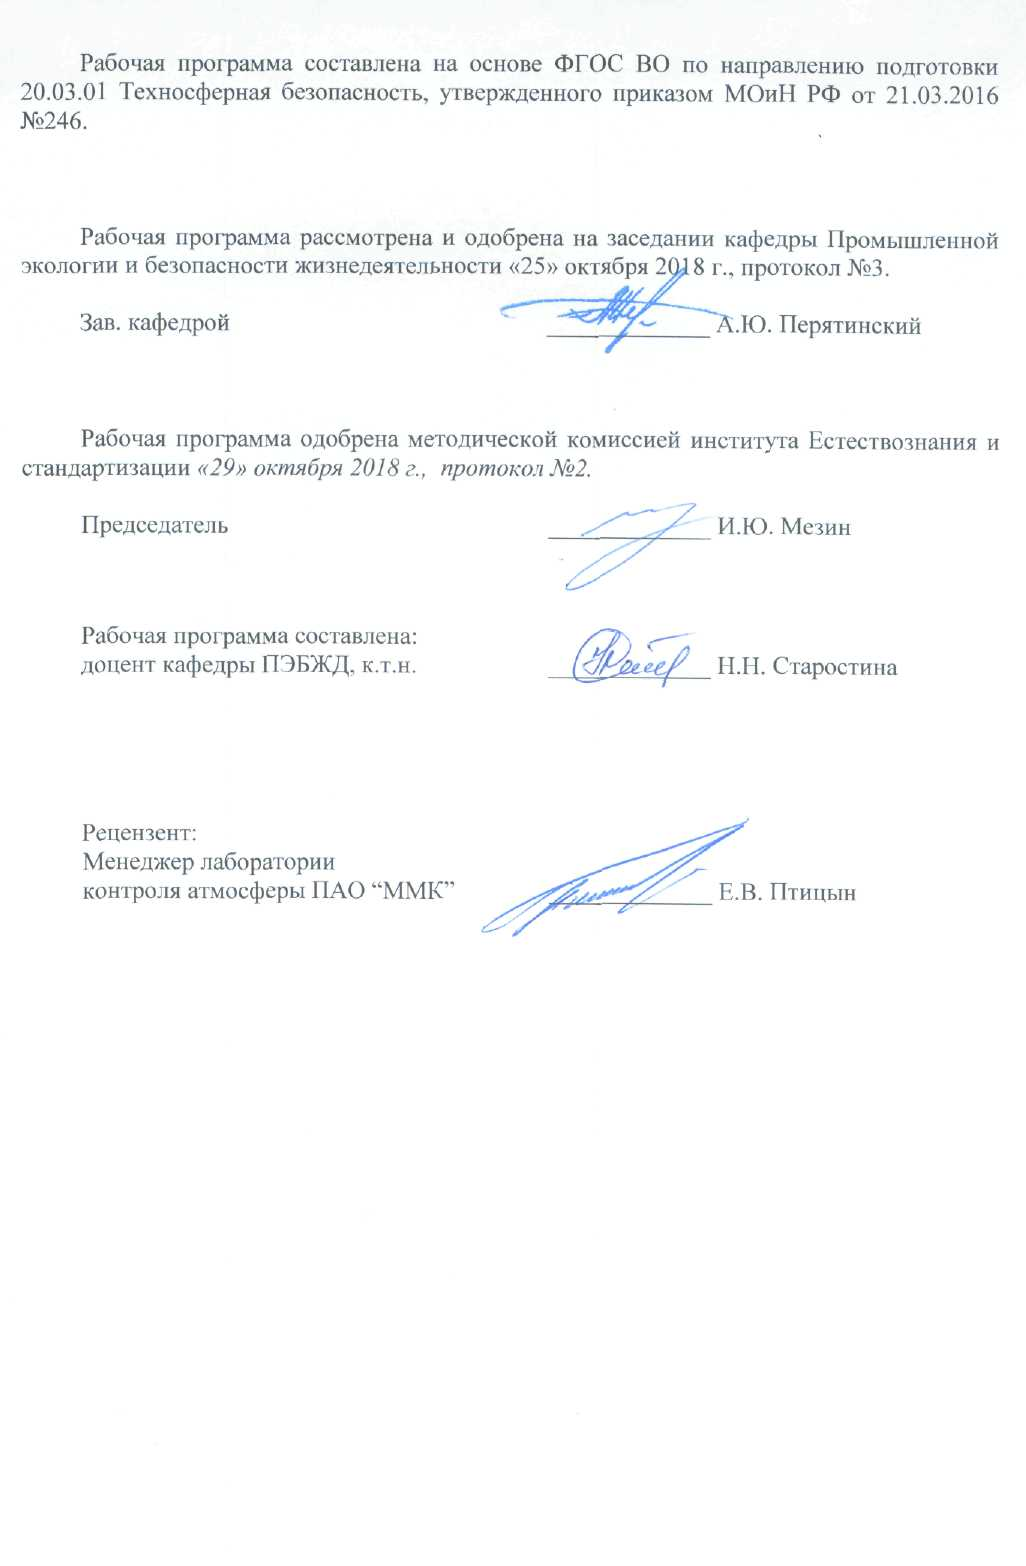 Рабочая программа составлена на основе ФГОС ВО по направлению подготовки
20.03.01 Техносферная безопасность, утвержденного приказом МОиН РФ от 21.03.2016
№246.
Рабочая программа рассмотрена и одобрена на заседании кафедры Промышленной
экологии и безопасности жизнедеятельности «25» октября 2018 г., протокол №3.
Зав. кафедрой А.Ю. Перятинский
Рабочая программа одобрена методической комиссией института Естествознания и
стандартизации «29» октября 2018 г., протокол №2.
Председатель И.Ю. Мезин
Рабочая программа составлена:
доцент кафедры ПЭБЖД, к.т.н. Н.Н. Старостина
Рецензент:
Менеджер лаборатории
контроля атмосферы ПАО “ММК” Е.В. Птицын